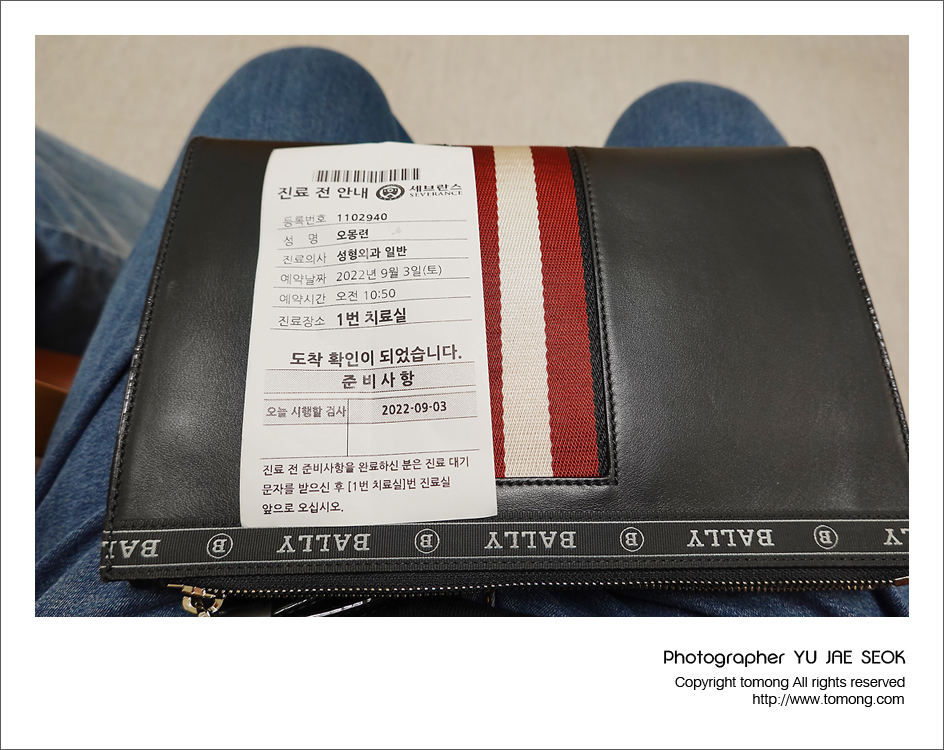 진료 전 안내 세브란스
SEVERANCE
등록번호 1102940
성 명 오몽련
진료의사 성형외과 일반
예약날짜 2022년 9월 3일(토)
예약시간 오전 10:50
진료장소 1번 치료실
도착 확인이 되었습니다.
준 비 사 항
오늘 시행할 검사 2022-09-03
진료 전 준비사항을 완료하신 분은 진료 대기
문자를 받으신 후 [1번 치료실]번 진료실
앞으로 오십시오.
BALLY B BALLY B BALLY B BALLY B LLY
Photographer YU JAE SEOK
Copyright tomong All rights reserved
http://www.tomong.com